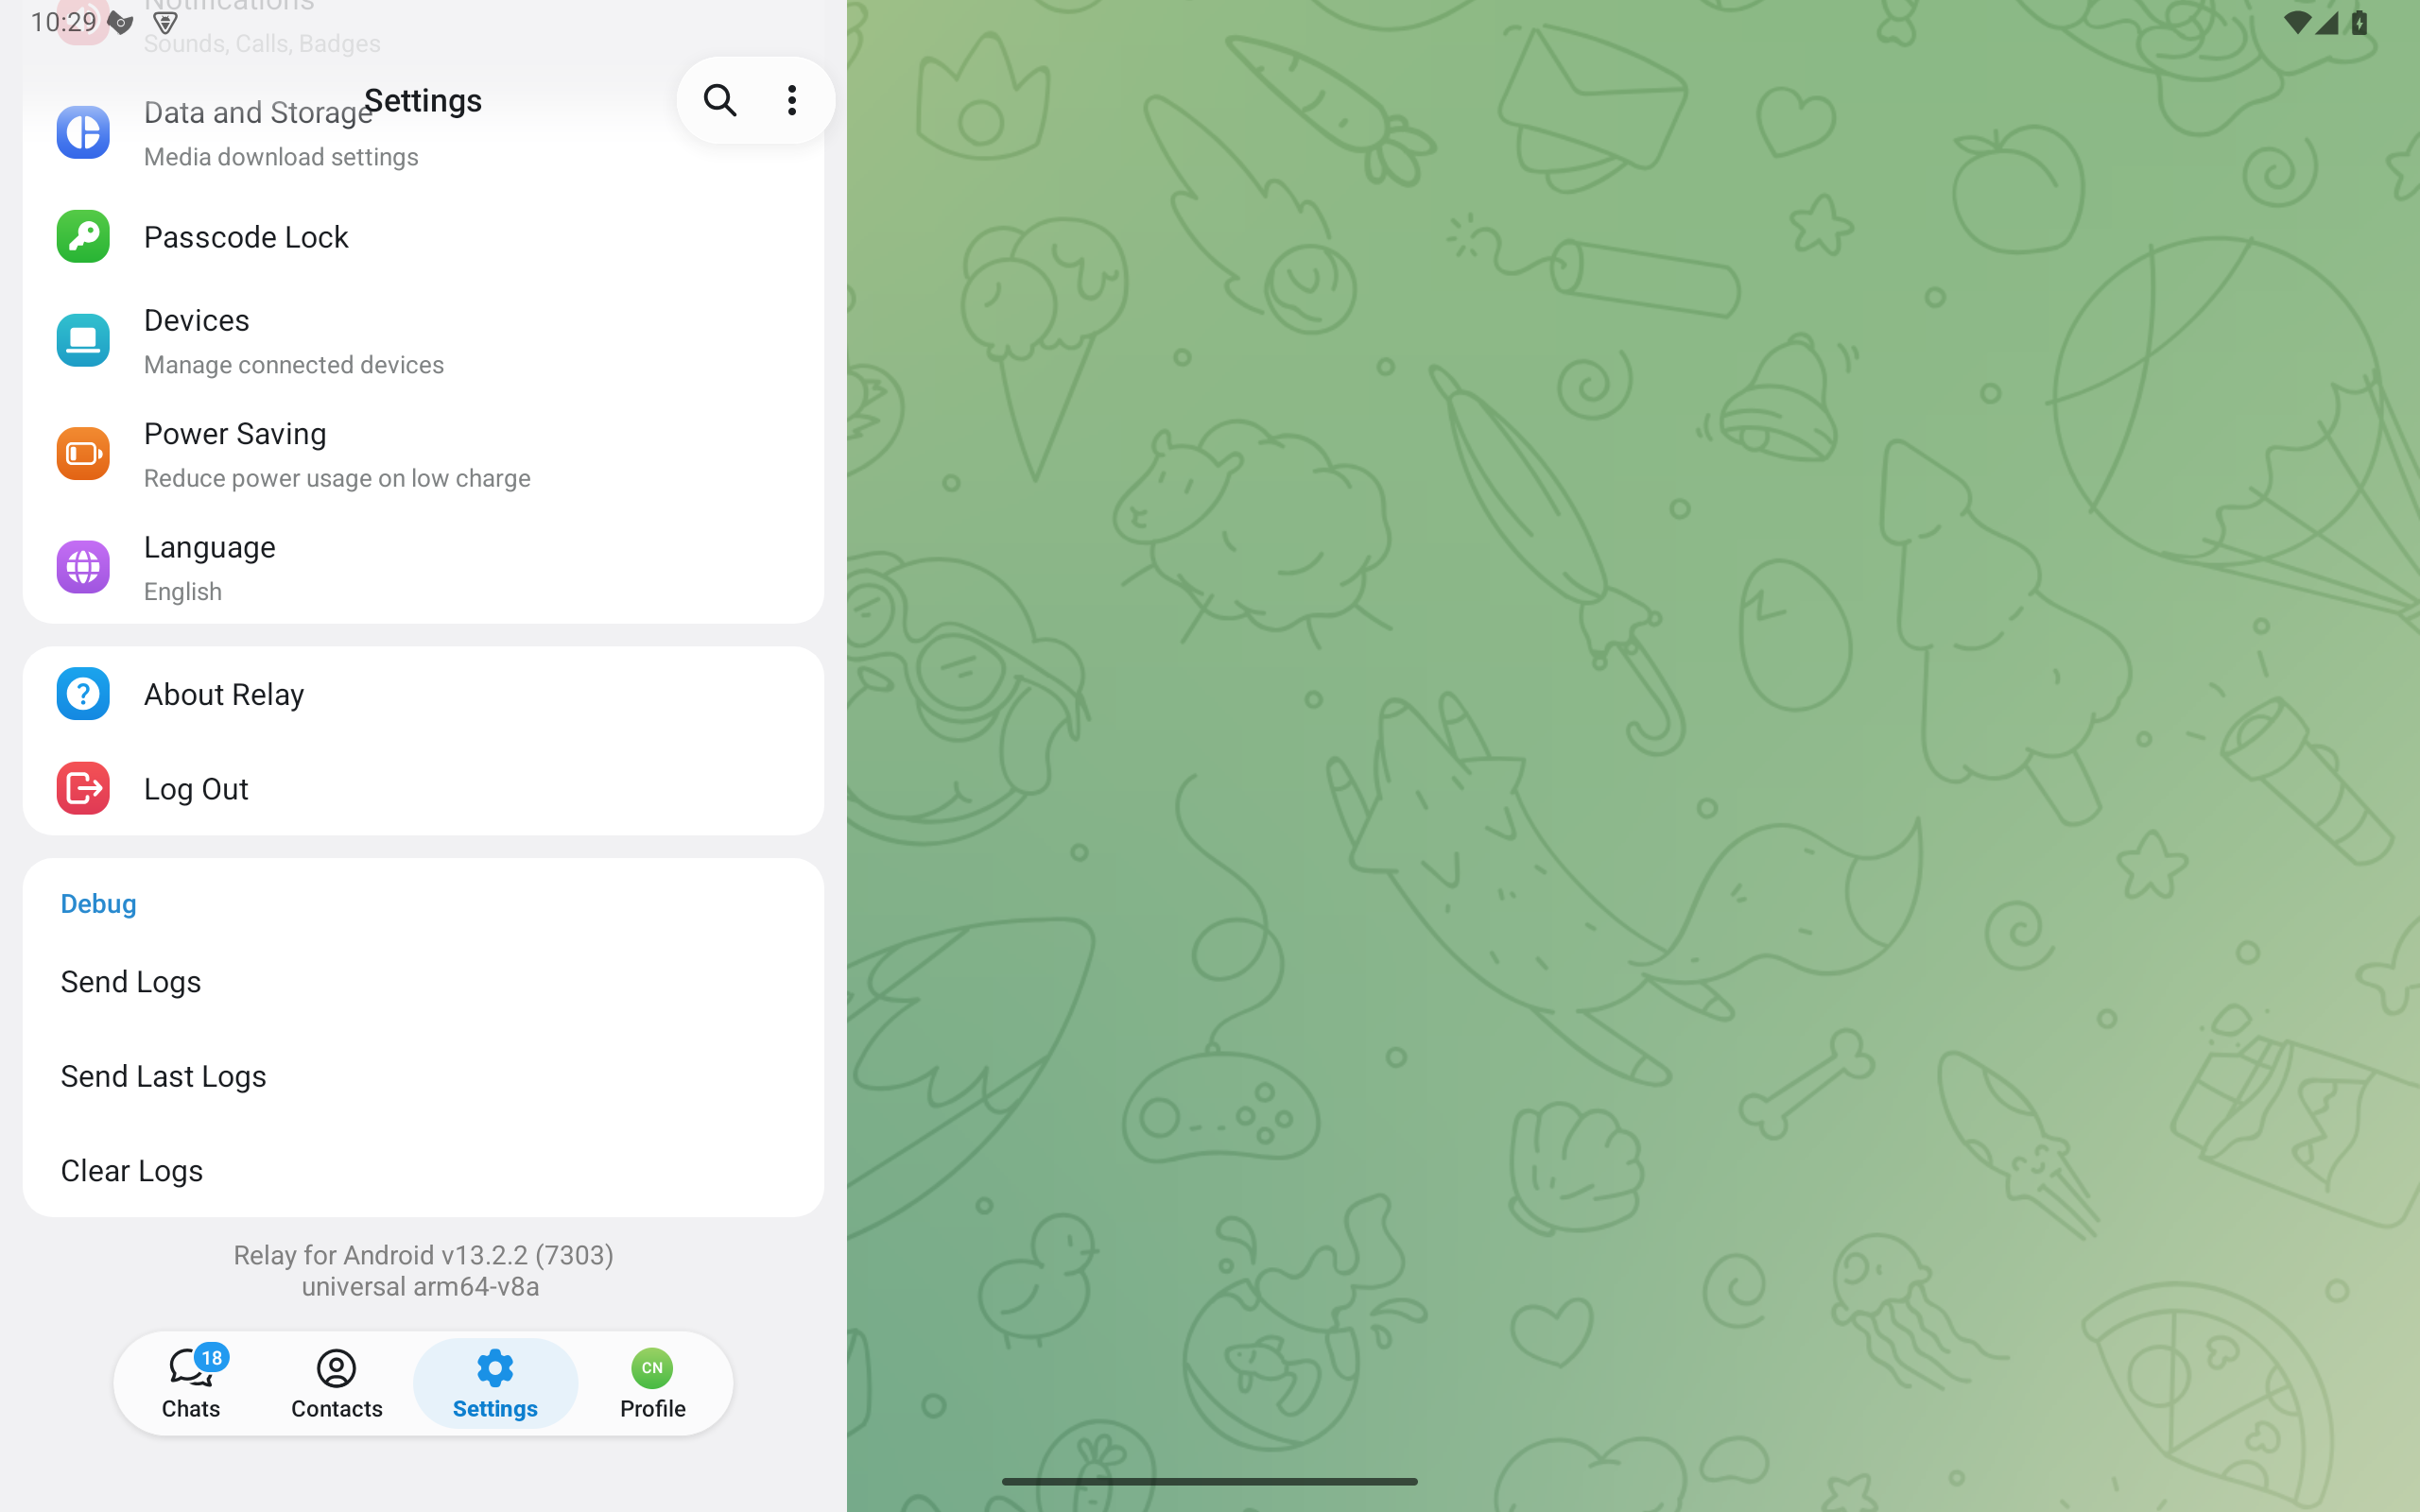 10:29
Notifications
Sounds, Calls, Badges
Settings
Data and Storage
Media download settings
Passcode Lock
Devices
Manage connected devices
Power Saving
Reduce power usage on low charge
Language
English
About Relay
Log Out
Debug
Send Logs
Send Last Logs
Clear Logs
Relay for Android v13.2.2 (7303)
universal arm64-v8a
18
CN
Chats
Contacts
Settings
Profile